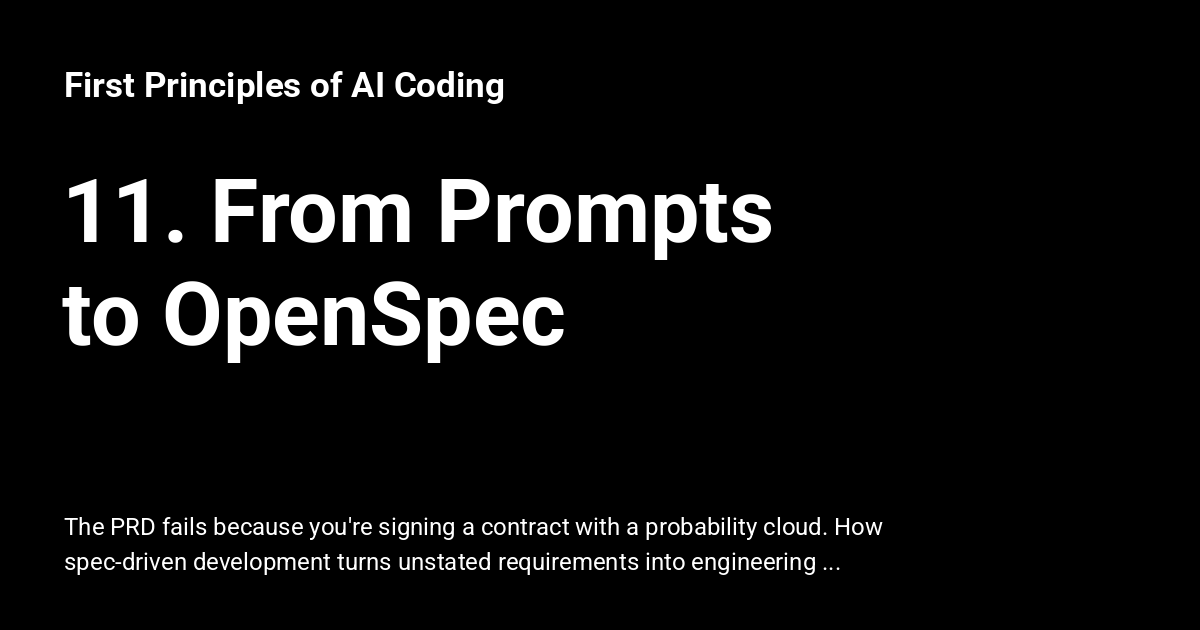 First Principles of AI Coding
11. From Prompts
to OpenSpec
The PRD fails because you're signing a contract with a probability cloud. How
spec-driven development turns unstated requirements into engineering ...